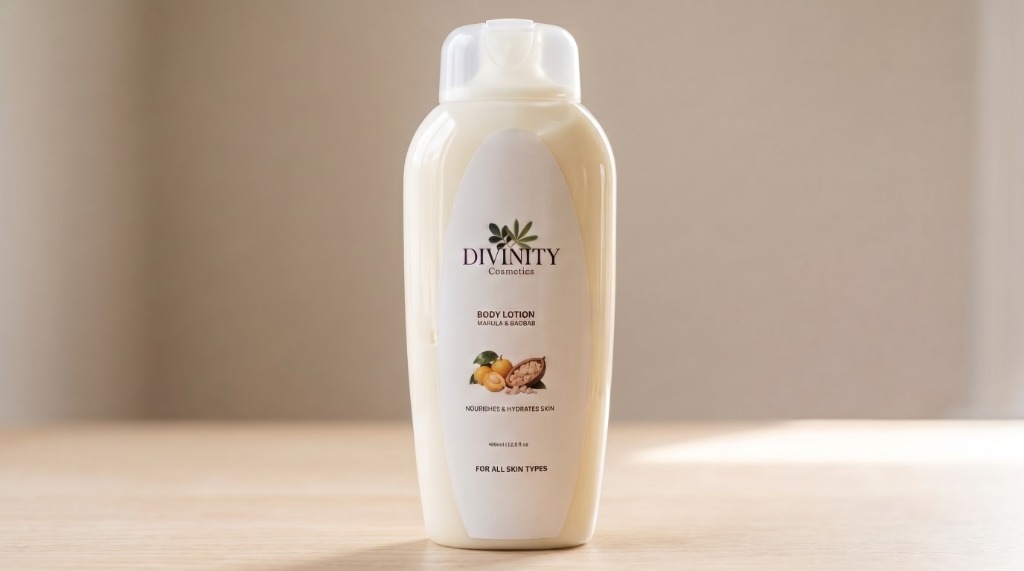 DIVINITY
Cosmetics
BODY LOTION
MARULA & BAOBAB
NOURISHES & HYDRATES SKIN
FOR ALL SKIN TYPES